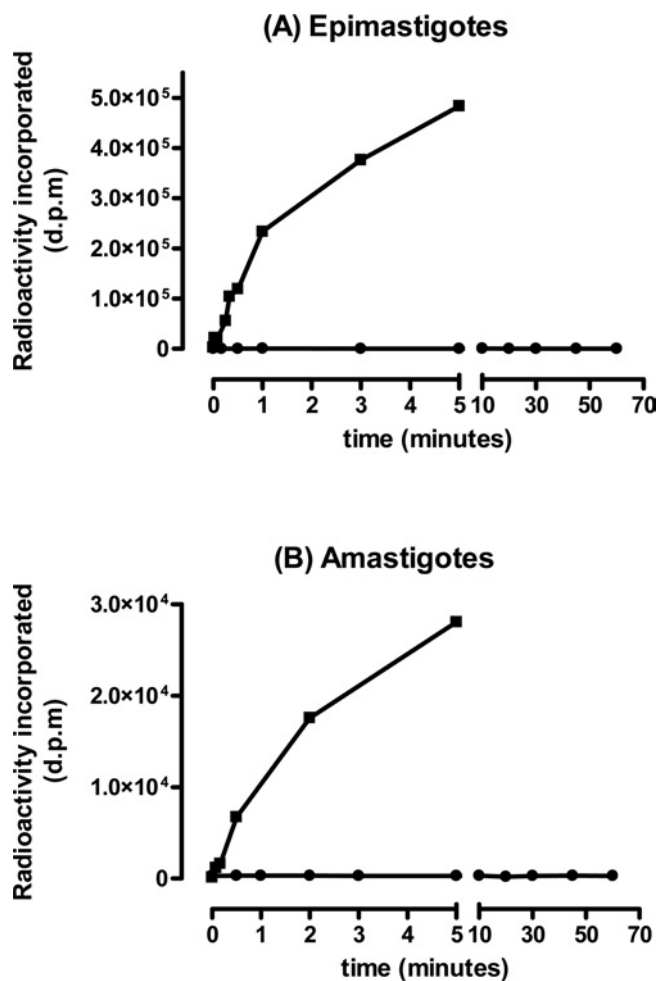 (A) Epimastigotes
Radioactivity incorporated
(d.p.m)
5.0×10⁵
4.0×10⁵
3.0×10⁵
2.0×10⁵
1.0×10⁵
0
0 1 2 3 4 5 10 30 50 70
time (minutes)
(B) Amastigotes
Radioactivity incorporated
(d.p.m)
3.0×10⁴
2.0×10⁴
1.0×10⁴
0
0 1 2 3 4 5 10 30 50 70
time (minutes)